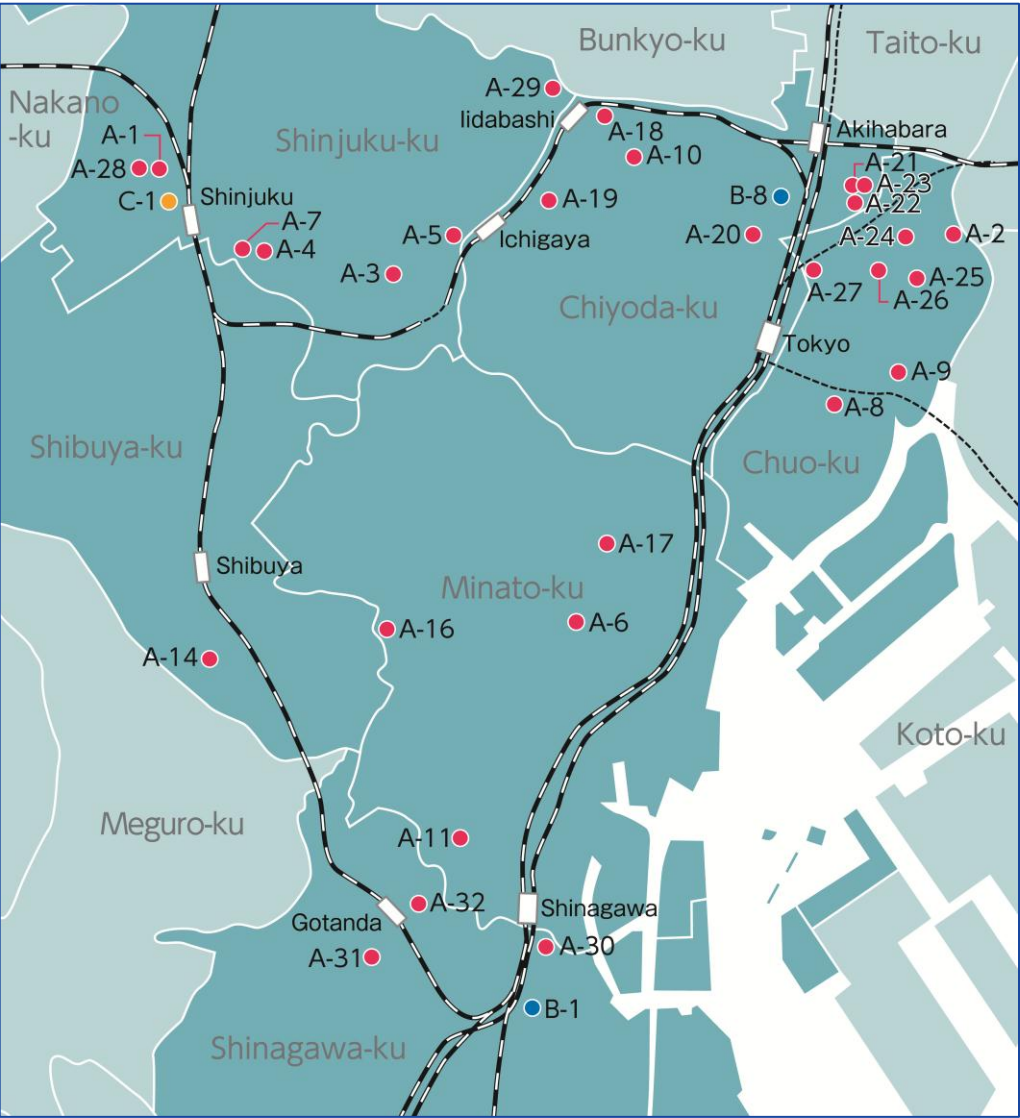 Bunkyo-ku
Taito-ku
A-29
Nakano
-ku
A-1
Iidabashi
A-18
Akihabara
Shinjuku-ku
A-10
A-21
A-28
A-23
Shinjuku
C-1
A-19
B-8
A-22
A-7
A-5
Ichigaya
A-20
A-24
A-2
A-4
A-3
A-27
A-25
A-26
Chiyoda-ku
Tokyo
A-9
A-8
Shibuya-ku
Chuo-ku
A-17
Shibuya
Minato-ku
A-16
A-6
A-14
Koto-ku
Meguro-ku
A-11
A-32
Shinagawa
Gotanda
A-30
A-31
B-1
Shinagawa-ku